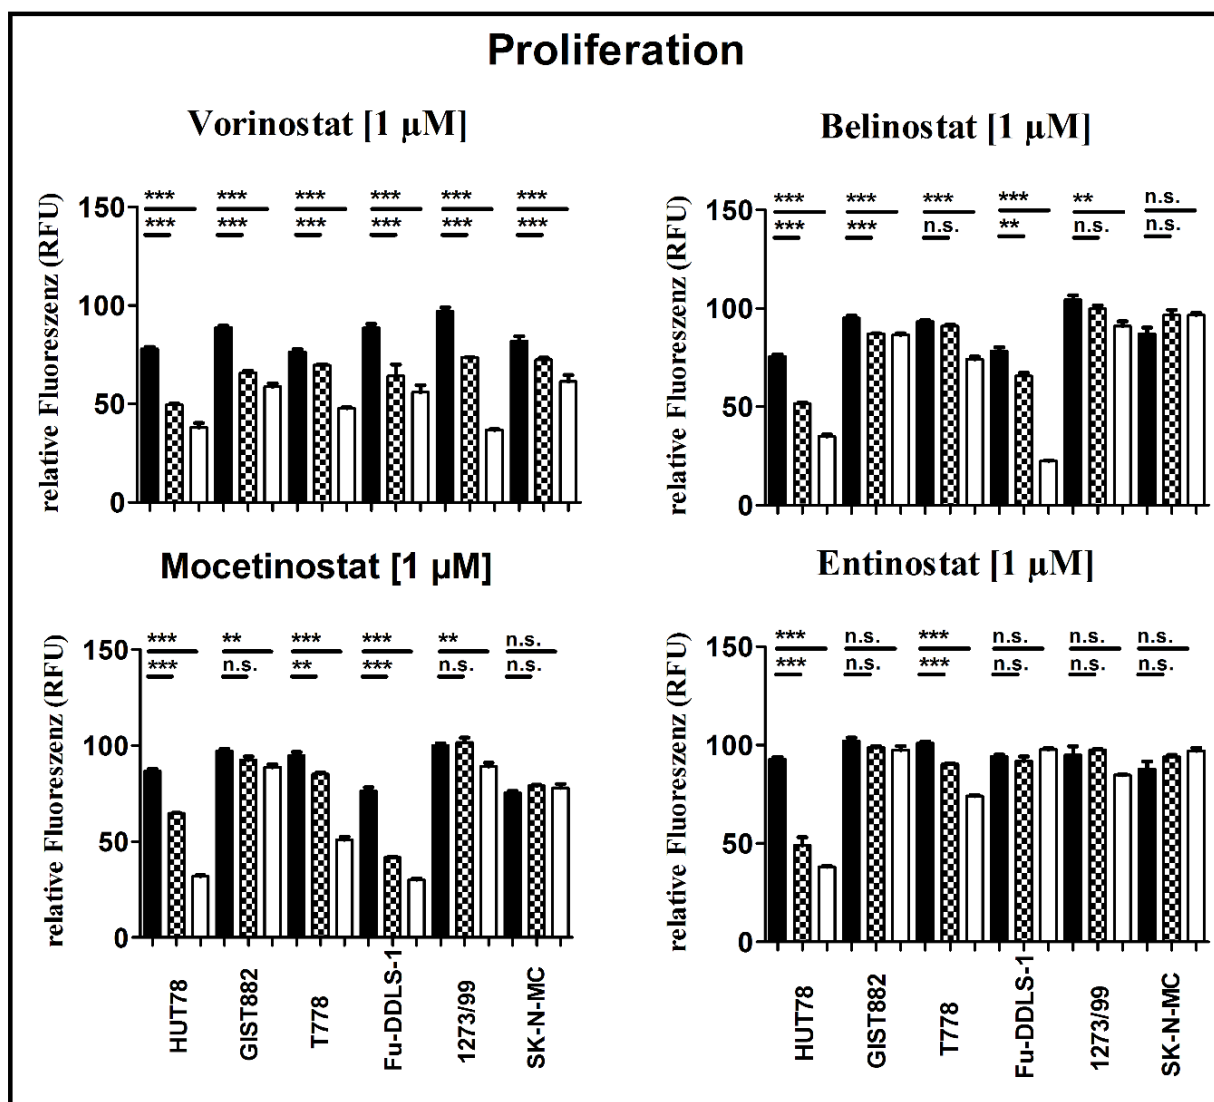 Proliferation
Vorinostat [1 µM]
relative Fluoreszenz (RFU)
*** *** *** *** *** ***
*** *** *** *** *** ***
150
100
50
0
Belinostat [1 µM]
relative Fluoreszenz (RFU)
*** *** *** *** ** n.s.
*** *** n.s. ** n.s. n.s.
150
100
50
0
Mocetinostat [1 µM]
relative Fluoreszenz (RFU)
*** ** *** *** ** n.s.
*** n.s. ** *** n.s. n.s.
150
100
50
0
HUT78
GIST882
T778
Fu-DDLS-1
1273/99
SK-N-MC
Entinostat [1 µM]
relative Fluoreszenz (RFU)
*** n.s. *** n.s. n.s. n.s.
*** n.s. *** n.s. n.s. n.s.
150
100
50
0
HUT78
GIST882
T778
Fu-DDLS-1
1273/99
SK-N-MC